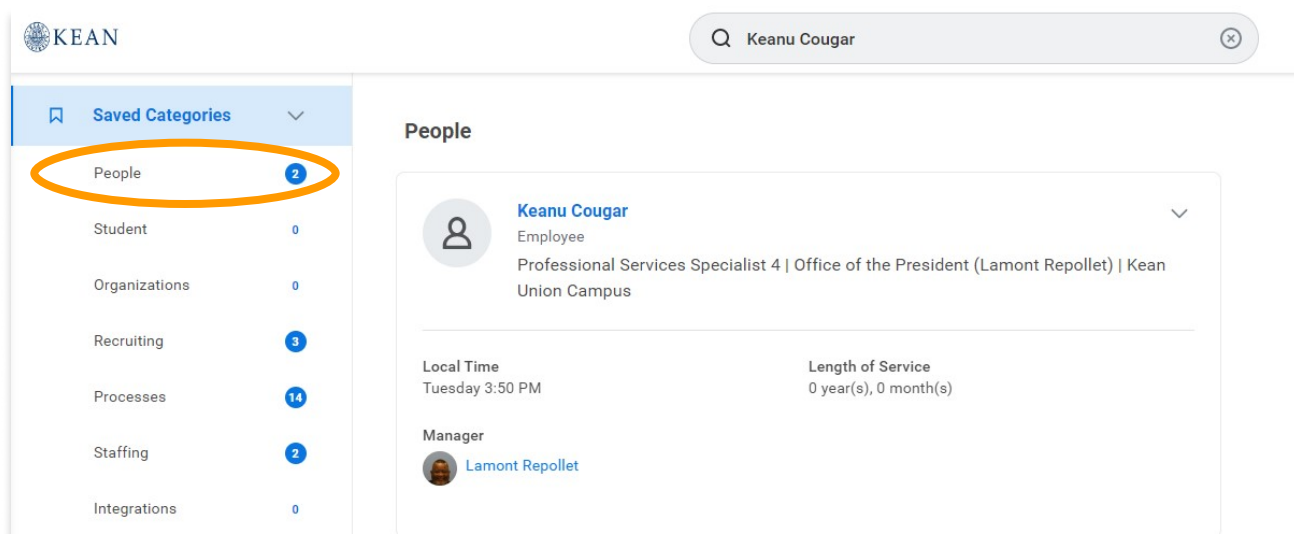 KEAN
Keanu Cougar
Saved Categories
People 2
Student 0
Organizations 0
Recruiting 3
Processes 14
Staffing 2
Integrations 0
People
Keanu Cougar
Employee
Professional Services Specialist 4 | Office of the President (Lamont Repollet) | Kean
Union Campus
Local Time
Tuesday 3:50 PM
Length of Service
0 year(s), 0 month(s)
Manager
Lamont Repollet